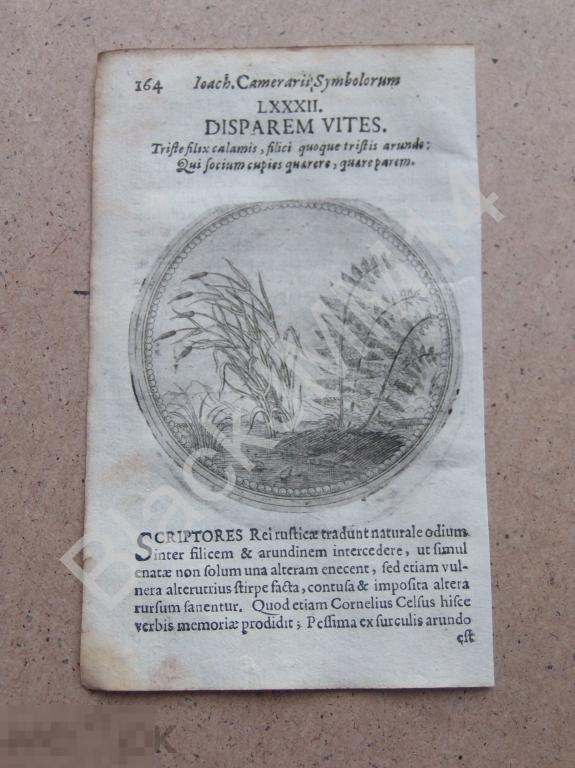 164 Ioach. Camerarii Symbolorum
LXXXII.
DISPAREM VITES.
Triste filix calamis, filici quoque tristis arundo:
Qui socium cupies quærere, quære parem.
SCRIPTORES Rei rusticæ tradunt naturale odium
inter filicem & arundinem intercedere, ut simul
enatæ non solum una alteram enecent, sed etiam vul-
nera alterutrius stirpe facta, contusa & imposita altera
rursum sanentur. Quod etiam Cornelius Celsus hisce
verbis memoriæ prodidit; Pessima ex surculis arundo
est